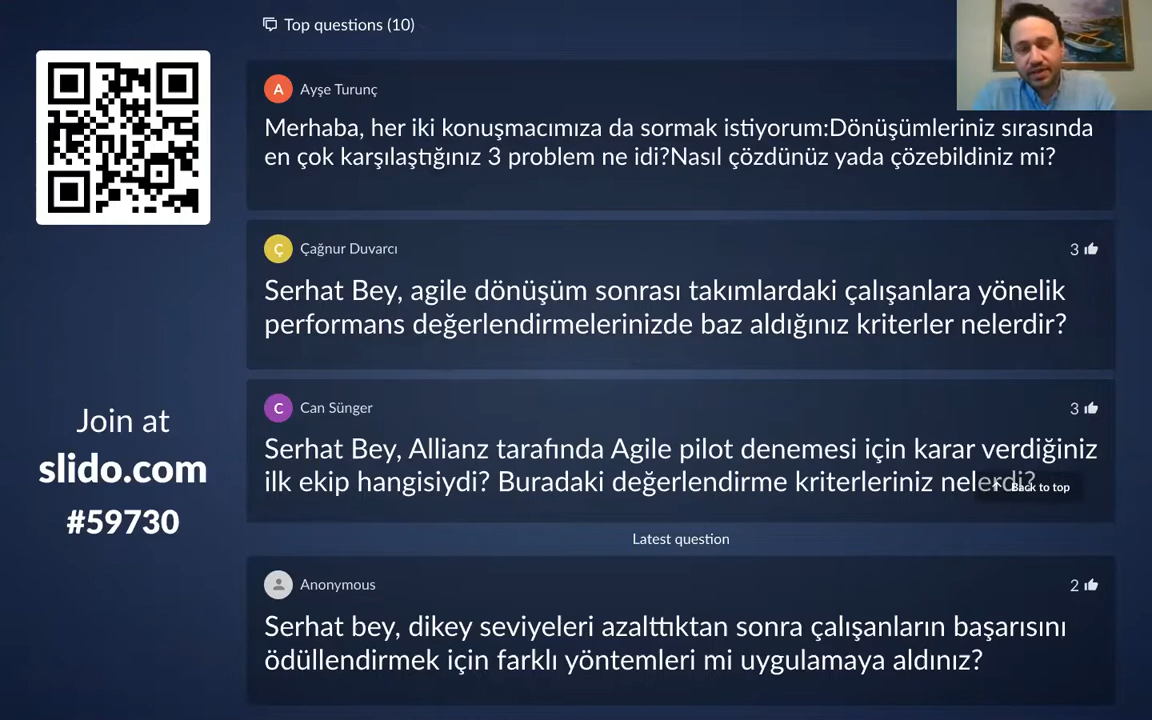 Top questions (10)
A Ayşe Turunç
Merhaba, her iki konuşmacımıza da sormak istiyorum:Dönüşümleriniz sırasında
en çok karşılaştığınız 3 problem ne idi?Nasıl çözdünüz yada çözebildiniz mi?
Ç Çağnur Duvarcı 3
Serhat Bey, agile dönüşüm sonrası takımlardaki çalışanlara yönelik
performans değerlendirmelerinizde baz aldığınız kriterler nelerdir?
C Can Sünger 3
Serhat Bey, Allianz tarafında Agile pilot denemesi için karar verdiğiniz
ilk ekip hangisiydi? Buradaki değerlendirme kriterleriniz nelerdi?
Back to top
Latest question
Anonymous 2
Serhat bey, dikey seviyeleri azalttıktan sonra çalışanların başarısını
ödüllendirmek için farklı yöntemleri mi uygulamaya aldınız?
Join at
slido.com
#59730